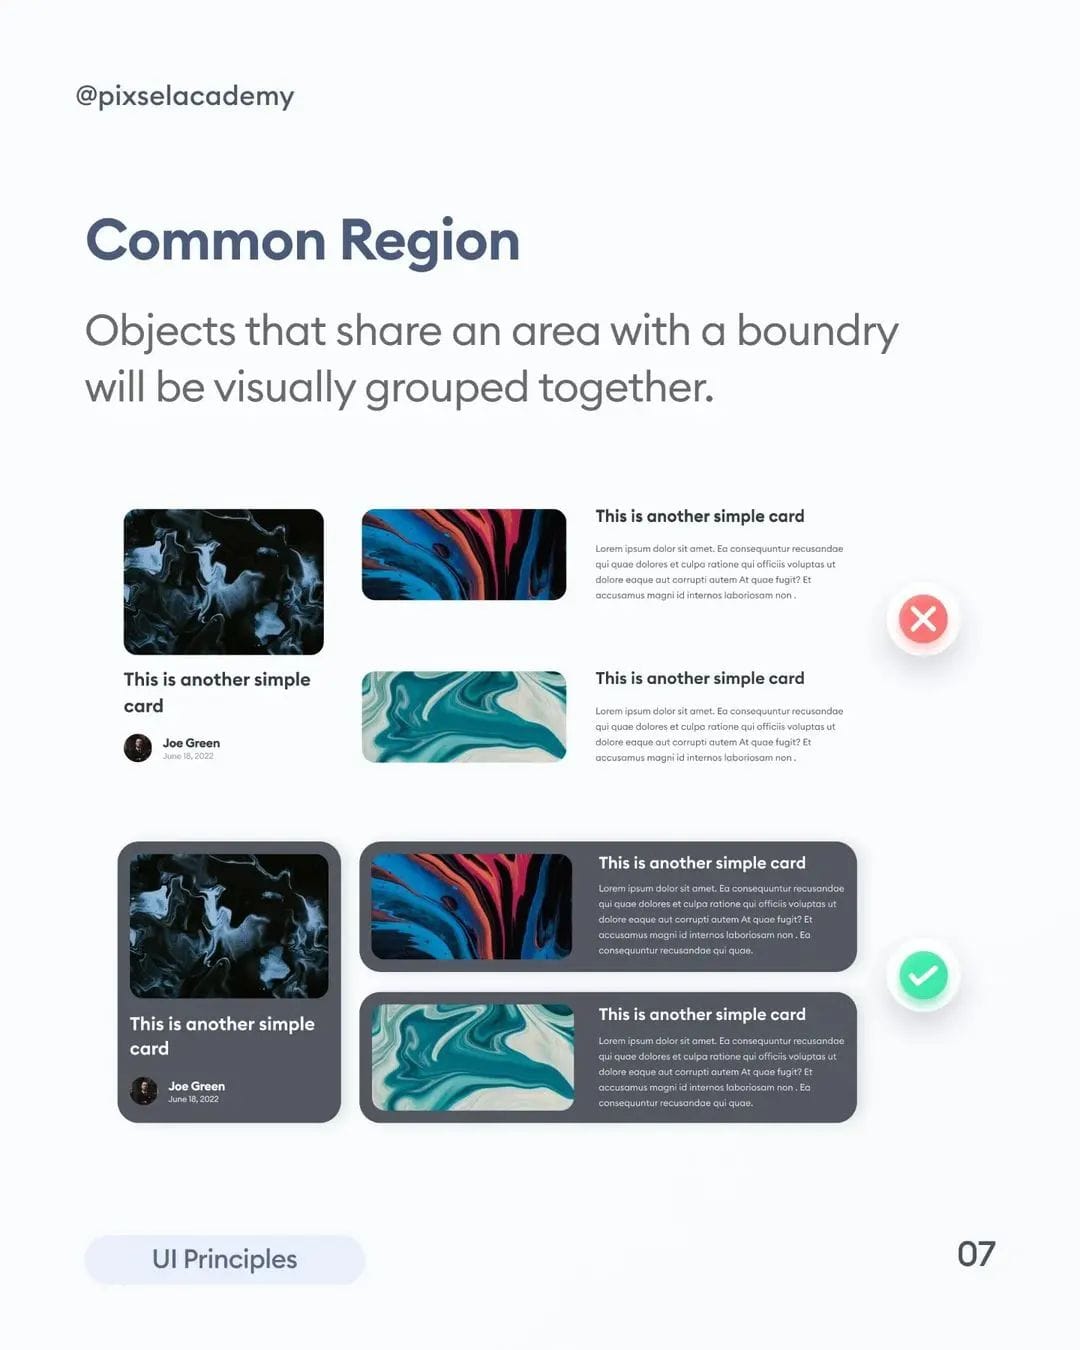 @pixselacademy
Common Region
Objects that share an area with a boundry
will be visually grouped together.
This is another simple
card
Joe Green
June 18, 2022
This is another simple card
Lorem ipsum dolor sit amet. Ea consequuntur recusandae
qui quae dolores et culpa ratione qui officiis voluptas ut
dolore eaque aut corrupti autem At quae fugit? Et
accusamus magni id internos laboriosam non .
This is another simple card
Lorem ipsum dolor sit amet. Ea consequuntur recusandae
qui quae dolores et culpa ratione qui officiis voluptas ut
dolore eaque aut corrupti autem At quae fugit? Et
accusamus magni id internos laboriosam non .
This is another simple
card
Joe Green
June 18, 2022
This is another simple card
Lorem ipsum dolor sit amet. Ea consequuntur recusandae
qui quae dolores et culpa ratione qui officiis voluptas ut
dolore eaque aut corrupti autem At quae fugit? Et
accusamus magni id internos laboriosam non . Ea
consequuntur recusandae qui quae.
This is another simple card
Lorem ipsum dolor sit amet. Ea consequuntur recusandae
qui quae dolores et culpa ratione qui officiis voluptas ut
dolore eaque aut corrupti autem At quae fugit? Et
accusamus magni id internos laboriosam non . Ea
consequuntur recusandae qui quae.
UI Principles
07